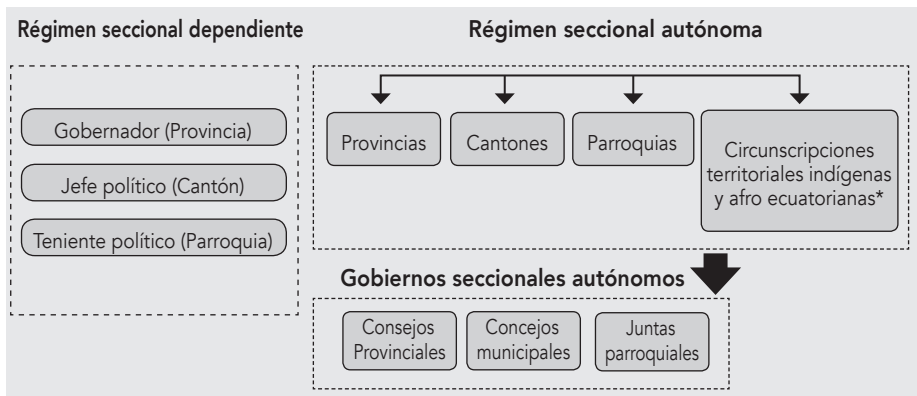 Régimen seccional dependiente
Gobernador (Provincia)
Jefe político (Cantón)
Teniente político (Parroquia)
Régimen seccional autónoma
Provincias
Cantones
Parroquias
Circunscripciones
territoriales indígenas
y afro ecuatorianas*
Gobiernos seccionales autónomos
Consejos
Provinciales
Concejos
municipales
Juntas
parroquiales